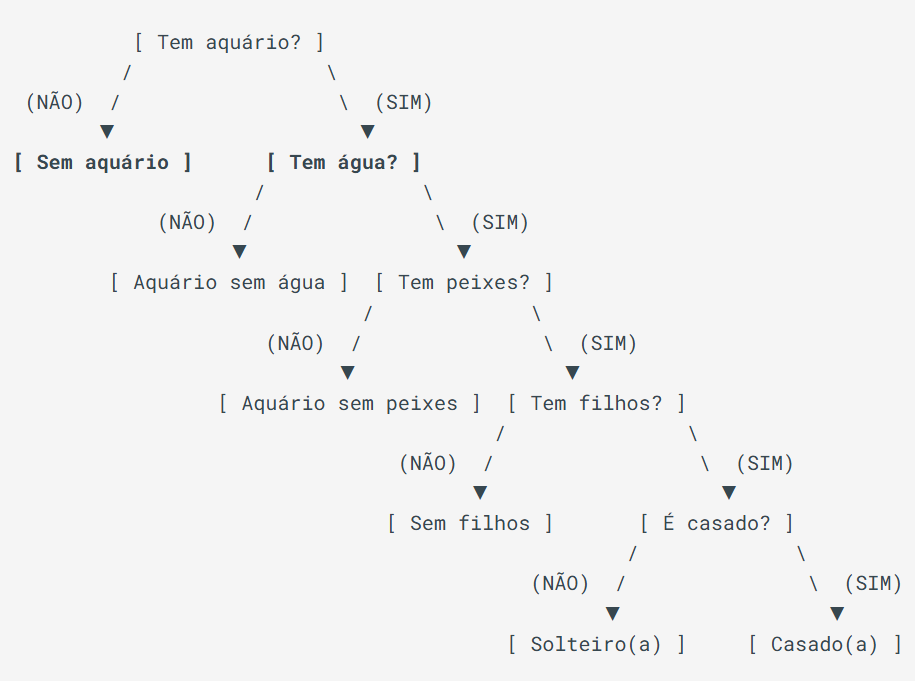 [ Tem aquário? ]
/ \
(NÃO) / \ (SIM)
▼ ▼
[ Sem aquário ] [ Tem água? ]
/ \
(NÃO) / \ (SIM)
▼ ▼
[ Aquário sem água ] [ Tem peixes? ]
/ \
(NÃO) / \ (SIM)
▼ ▼
[ Aquário sem peixes ] [ Tem filhos? ]
/ \
(NÃO) / \ (SIM)
▼ ▼
[ Sem filhos ] [ É casado? ]
/ \
(NÃO) / \ (SIM)
▼ ▼
[ Solteiro(a) ] [ Casado(a) ]